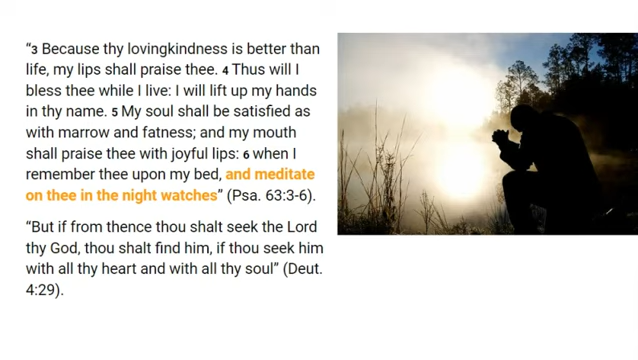 “3 Because thy lovingkindness is better than
life, my lips shall praise thee. 4 Thus will I
bless thee while I live: I will lift up my hands
in thy name. 5 My soul shall be satisfied as
with marrow and fatness; and my mouth
shall praise thee with joyful lips: 6 when I
remember thee upon my bed, and meditate
on thee in the night watches” (Psa. 63:3-6).
“But if from thence thou shalt seek the Lord
thy God, thou shalt find him, if thou seek him
with all thy heart and with all thy soul” (Deut.
4:29).